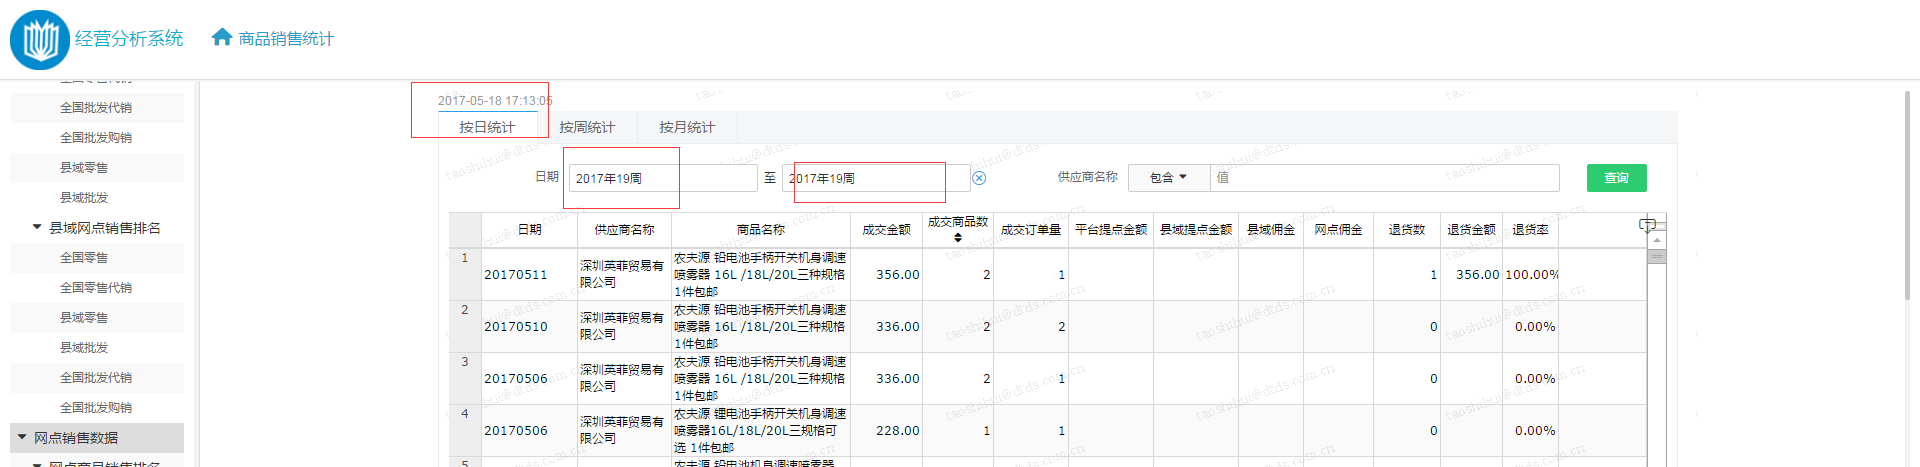 经营分析系统 商品销售统计
全国批发代销
全国批发购销
县域零售
县域批发
县域网点销售排名
全国零售
全国零售代销
县域零售
县域批发
全国批发代销
全国批发购销
网点销售数据
网点商品销售排名
2017-05-18 17:13:05
按日统计 按周统计 按月统计
日期 2017年19周 至 2017年19周 供应商名称 包含 值 查询
日期 供应商名称 商品名称 成交金额 成交商品数 成交订单量 平台提点金额 县域提点金额 县域佣金 网点佣金 退货数 退货金额 退货率
1 20170511 深圳英菲贸易有限公司 农夫源 铅电池手柄开关机身调速喷雾器 16L /18L/20L三种规格 1件包邮 356.00 2 1 1 356.00 100.00%
2 20170510 深圳英菲贸易有限公司 农夫源 铅电池手柄开关机身调速喷雾器 16L /18L/20L三种规格 1件包邮 336.00 2 2 0 0.00%
3 20170506 深圳英菲贸易有限公司 农夫源 铅电池手柄开关机身调速喷雾器 16L /18L/20L三种规格 1件包邮 336.00 2 1 0 0.00%
4 20170506 深圳英菲贸易有限公司 农夫源 锂电池手柄开关机身调速喷雾器16L/18L/20L三规格可选 1件包邮 228.00 1 1 0 0.00%
5 农夫源 铅电池机身调速喷雾器
taoshihui@dtds.com.cn